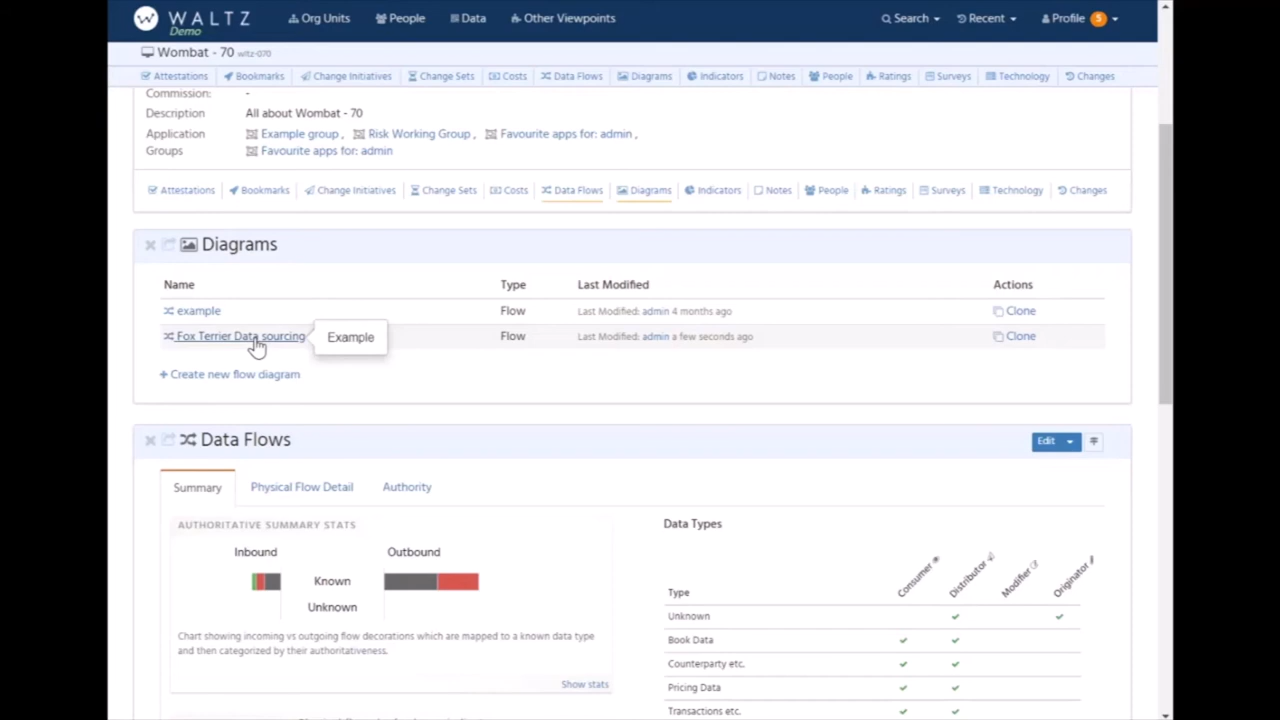 WALTZ
Demo
Org Units People Data Other Viewpoints Search Recent Profile 5
Wombat - 70 wltz-070
Attestations Bookmarks Change Initiatives Change Sets Costs Data Flows Diagrams Indicators Notes People Ratings Surveys Technology Changes
Commission: -
Description All about Wombat - 70
Application Example group , Risk Working Group , Favourite apps for: admin ,
Groups Favourite apps for: admin
Attestations Bookmarks Change Initiatives Change Sets Costs Data Flows Diagrams Indicators Notes People Ratings Surveys Technology Changes
Diagrams
Name Type Last Modified Actions
example Flow Last Modified: admin 4 months ago Clone
Fox Terrier Data sourcing Example Flow Last Modified: admin a few seconds ago Clone
+ Create new flow diagram
Data Flows Edit
Summary Physical Flow Detail Authority
AUTHORITATIVE SUMMARY STATS
Inbound Outbound
Known
Unknown
Chart showing incoming vs outgoing flow decorations which are mapped to a known data type
and then categorized by their authoritativeness.
Show stats
Data Types
Type Consumer Distributor Modifier Originator
Unknown
Book Data
Counterparty etc.
Pricing Data
Transactions etc.